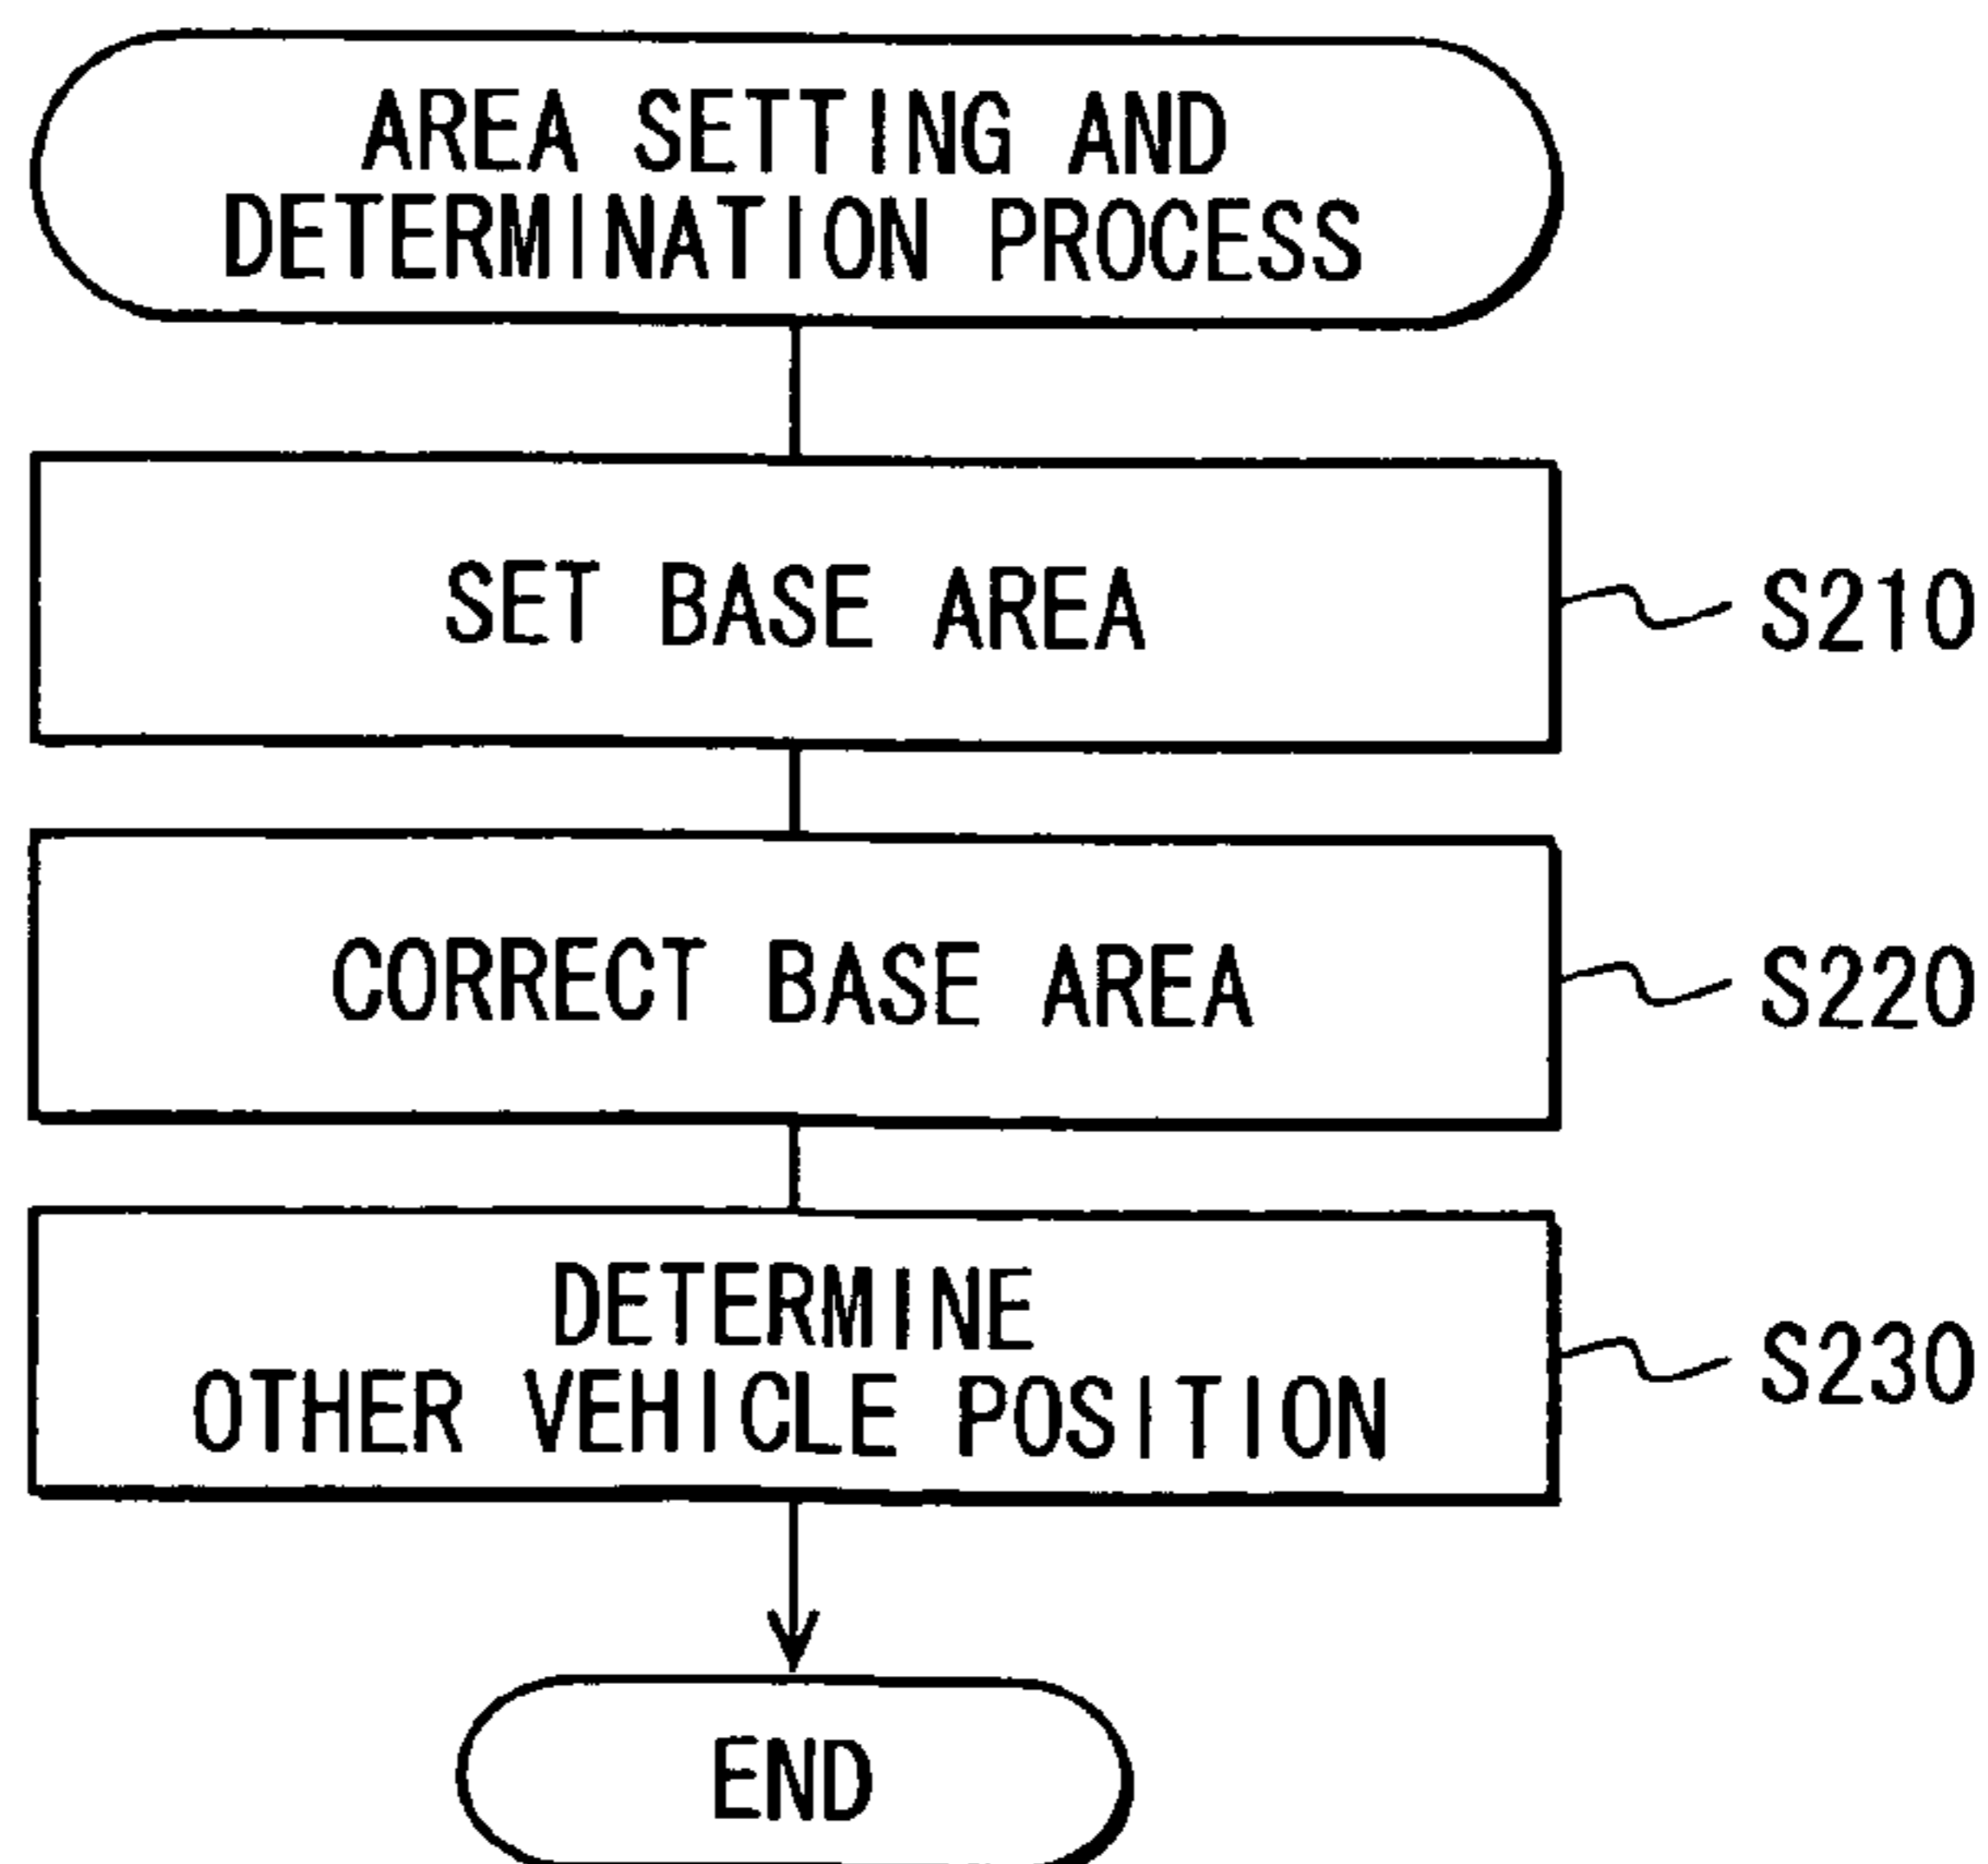 AREA SETTING AND
DETERMINATION PROCESS
SET BASE AREA
S210
CORRECT BASE AREA
S220
DETERMINE
OTHER VEHICLE POSITION
S230
END